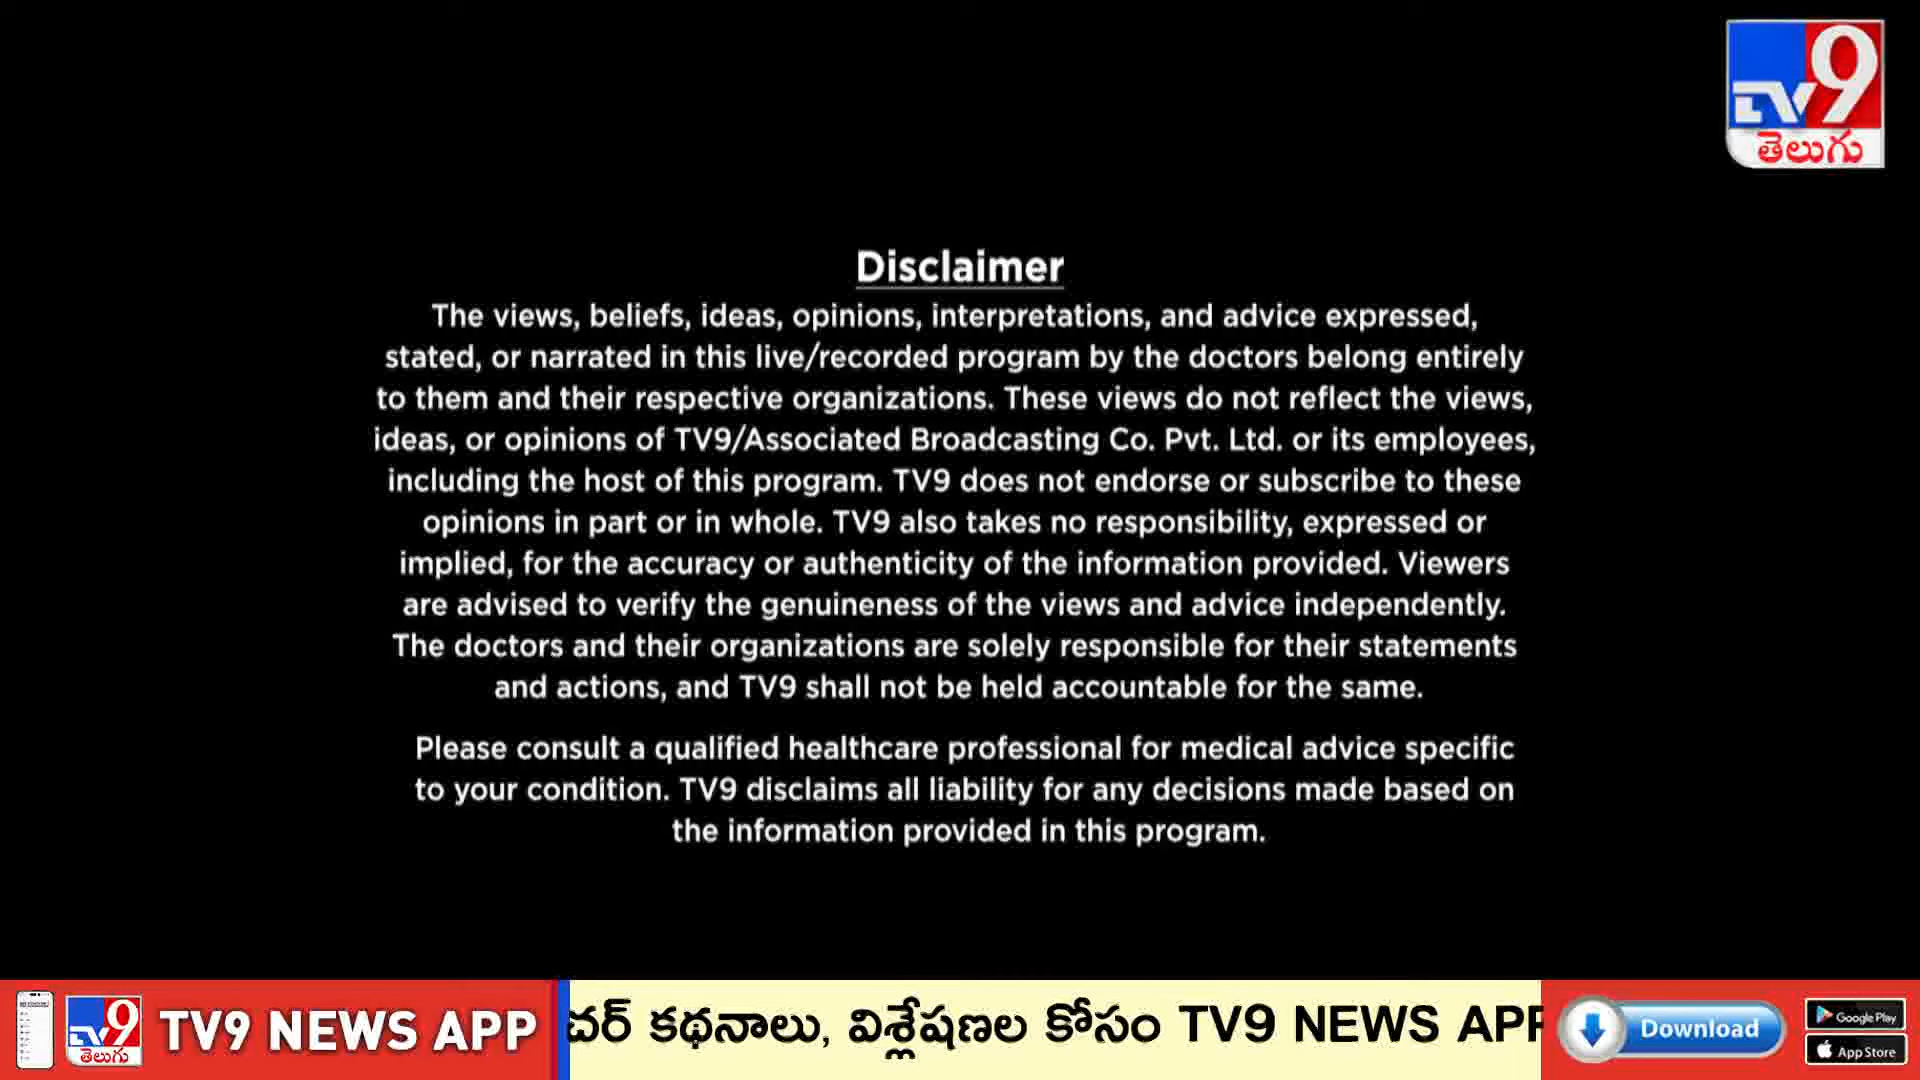 TV9
తెలుగు
Disclaimer
The views, beliefs, ideas, opinions, interpretations, and advice expressed,
stated, or narrated in this live/recorded program by the doctors belong entirely
to them and their respective organizations. These views do not reflect the views,
ideas, or opinions of TV9/Associated Broadcasting Co. Pvt. Ltd. or its employees,
including the host of this program. TV9 does not endorse or subscribe to these
opinions in part or in whole. TV9 also takes no responsibility, expressed or
implied, for the accuracy or authenticity of the information provided. Viewers
are advised to verify the genuineness of the views and advice independently.
The doctors and their organizations are solely responsible for their statements
and actions, and TV9 shall not be held accountable for the same.
Please consult a qualified healthcare professional for medical advice specific
to your condition. TV9 disclaims all liability for any decisions made based on
the information provided in this program.
TV9
తెలుగు
TV9 NEWS APP
చర్ కథనాలు, విశ్లేషణల కోసం TV9 NEWS APP
Download
Google Play
App Store